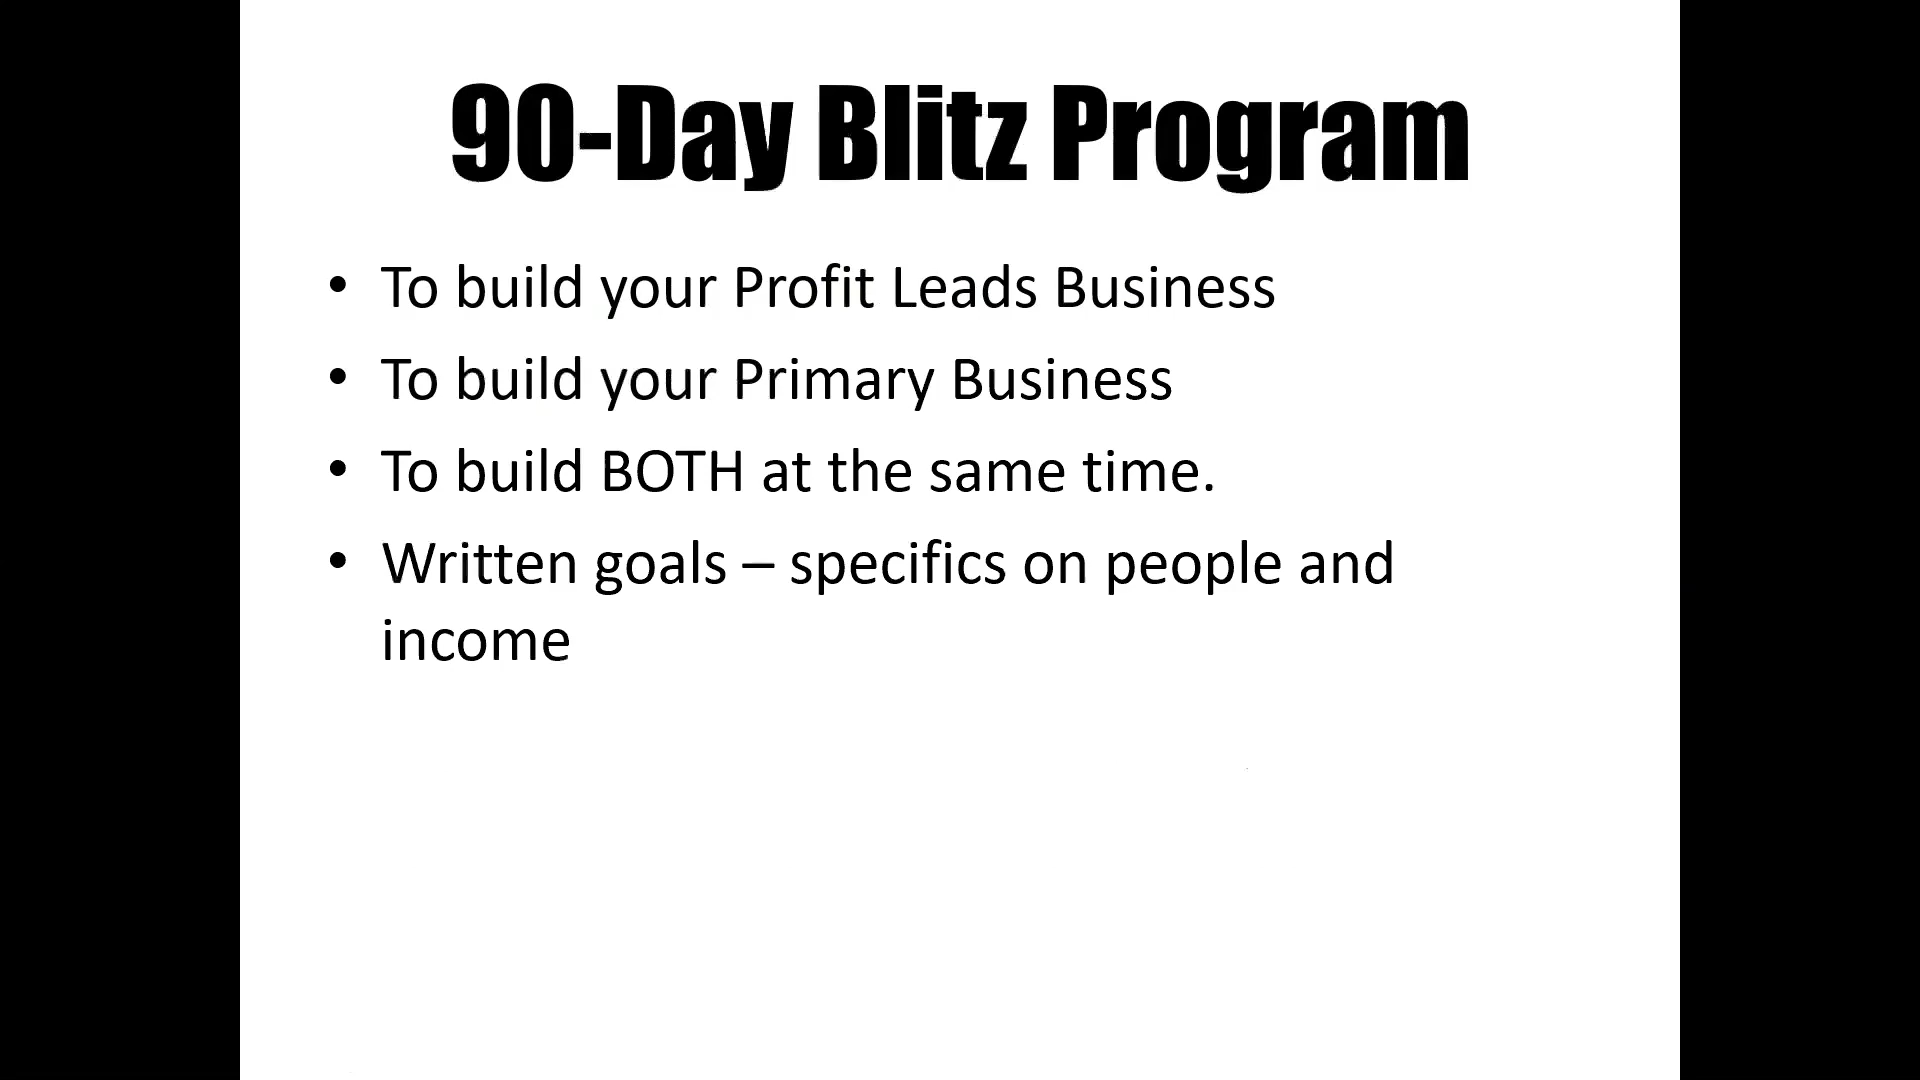 90-Day Blitz Program
• To build your Profit Leads Business
• To build your Primary Business
• To build BOTH at the same time.
• Written goals – specifics on people and
income